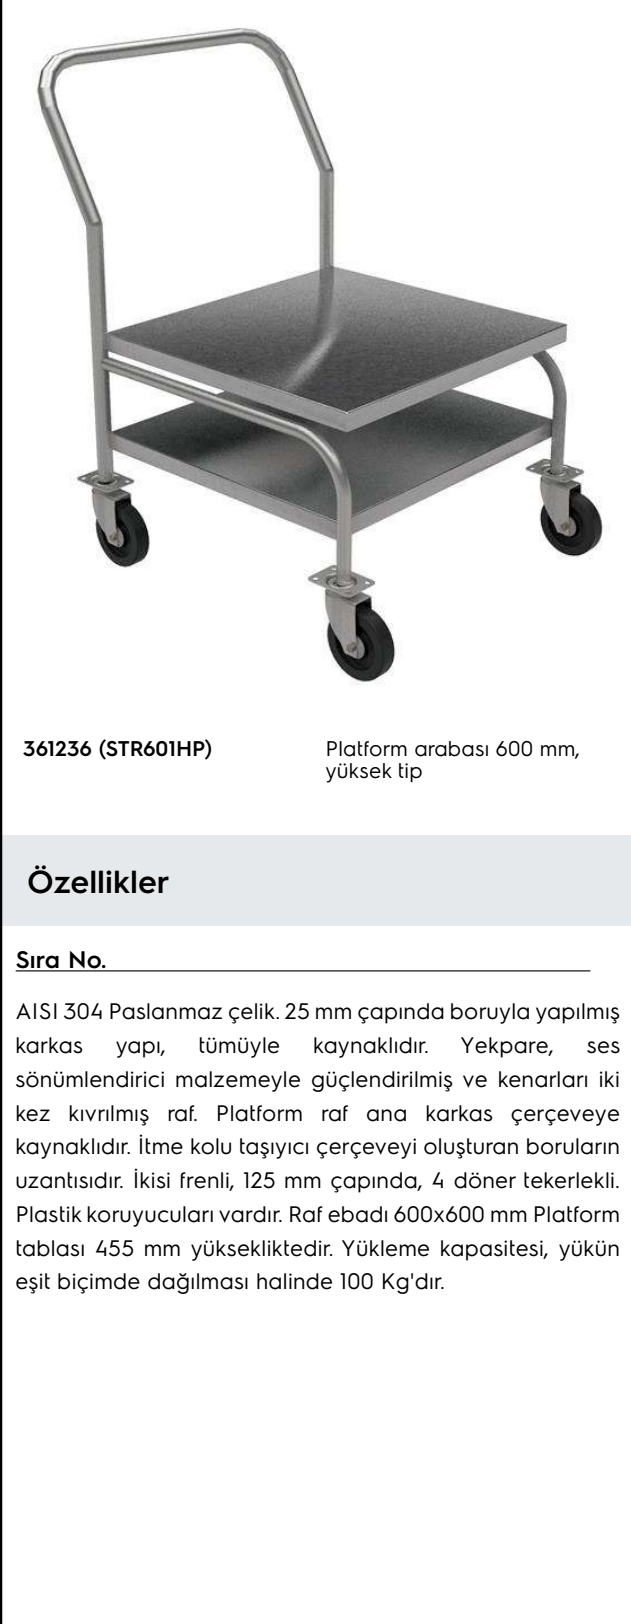 361236 (STR601HP)
Platform arabası 600 mm,
yüksek tip
Özellikler
Sıra No.
AISI 304 Paslanmaz çelik. 25 mm çapında boruyla yapılmış
karkas yapı, tümüyle kaynaklıdır. Yekpare, ses
sönümlendirici malzemeyle güçlendirilmiş ve kenarları iki
kez kıvrılmış raf. Platform raf ana karkas çerçeveye
kaynaklıdır. İtme kolu taşıyıcı çerçeveyi oluşturan boruların
uzantısıdır. İkisi frenli, 125 mm çapında, 4 döner tekerlekli.
Plastik koruyucuları vardır. Raf ebadı 600x600 mm Platform
tablası 455 mm yüksekliktedir. Yükleme kapasitesi, yükün
eşit biçimde dağılması halinde 100 Kg'dır.